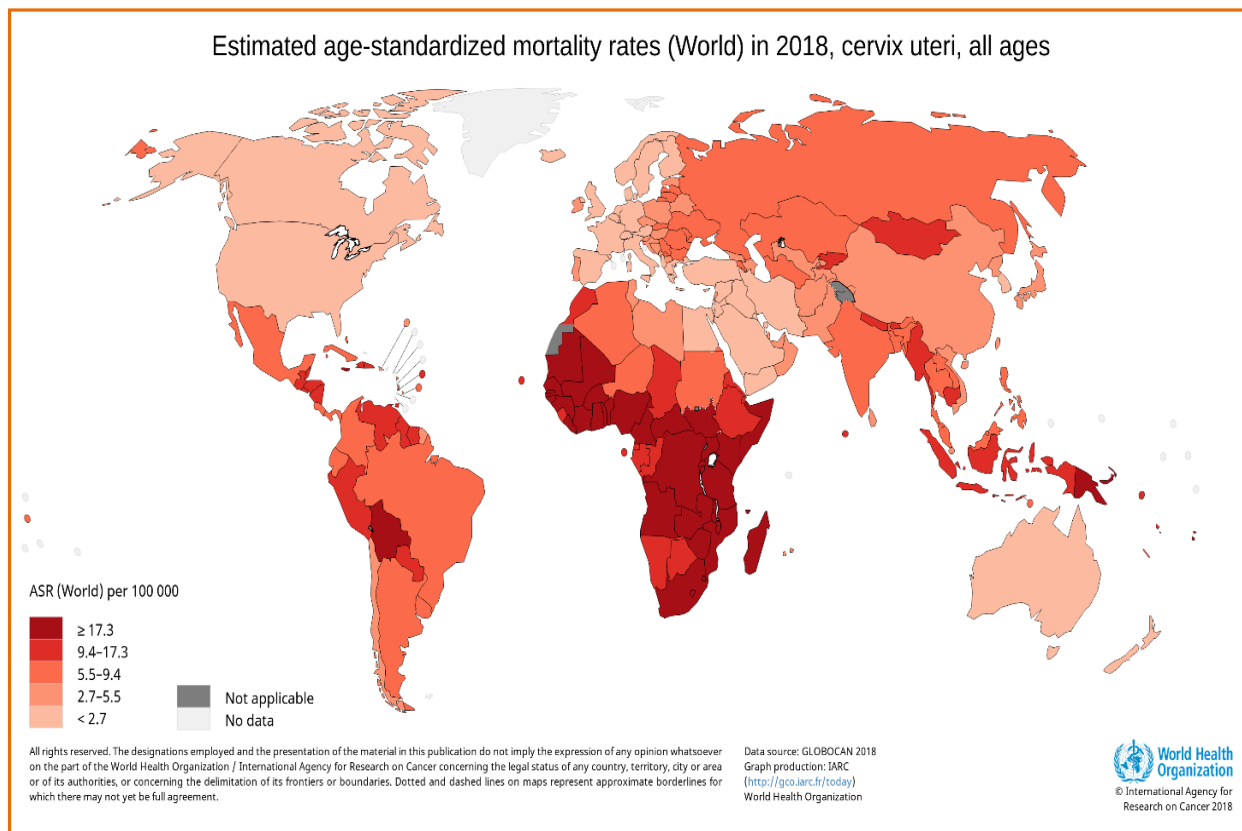 Estimated age-standardized mortality rates (World) in 2018, cervix uteri, all ages
ASR (World) per 100 000
≥ 17.3
9.4–17.3
5.5–9.4
2.7–5.5
< 2.7
Not applicable
No data
All rights reserved. The designations employed and the presentation of the material in this publication do not imply the expression of any opinion whatsoever
on the part of the World Health Organization / International Agency for Research on Cancer concerning the legal status of any country, territory, city or area
or of its authorities, or concerning the delimitation of its frontiers or boundaries. Dotted and dashed lines on maps represent approximate borderlines for
which there may not yet be full agreement.
Data source: GLOBOCAN 2018
Graph production: IARC
(http://gco.iarc.fr/today)
World Health Organization
World Health
Organization
© International Agency for
Research on Cancer 2018